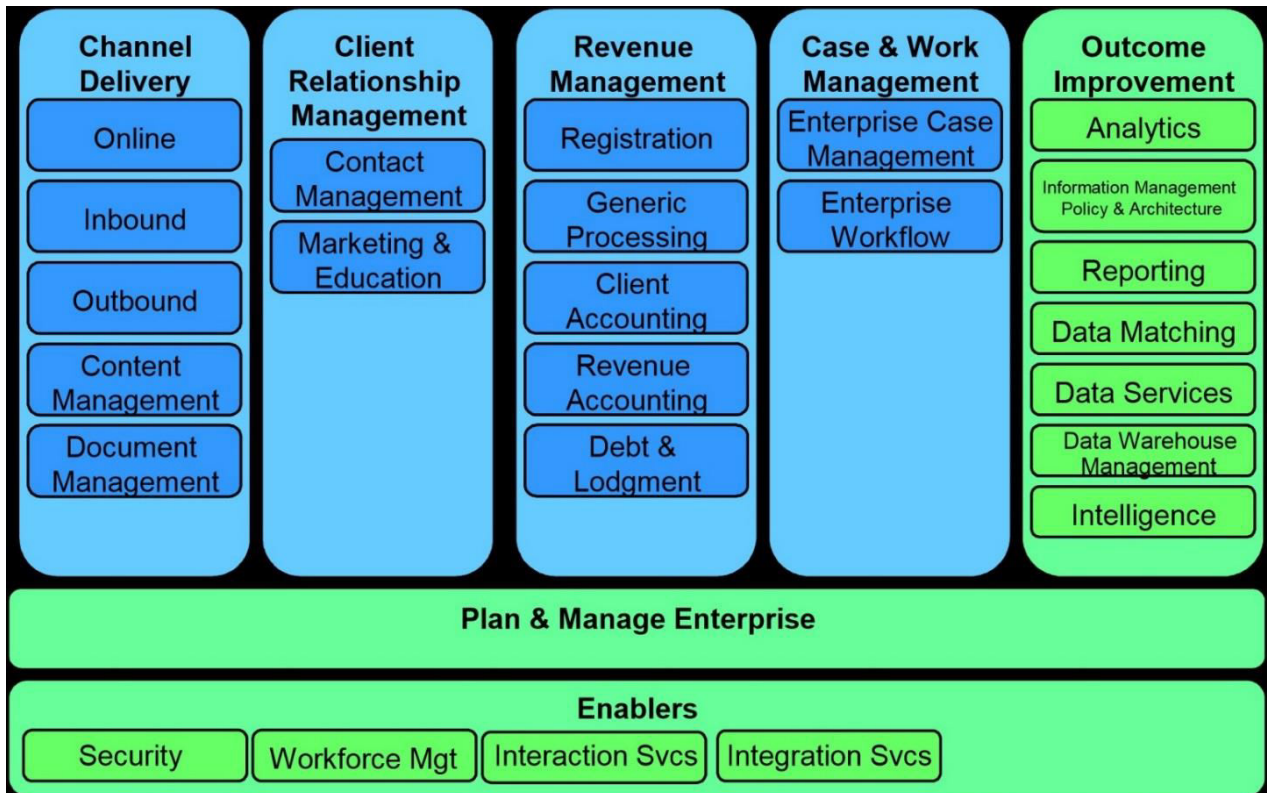 Channel
Delivery
Online
Inbound
Outbound
Content
Management
Document
Management
Client
Relationship
Management
Contact
Management
Marketing &
Education
Revenue
Management
Registration
Generic
Processing
Client
Accounting
Revenue
Accounting
Debt &
Lodgment
Case & Work
Management
Enterprise Case
Management
Enterprise
Workflow
Outcome
Improvement
Analytics
Information Management
Policy & Architecture
Reporting
Data Matching
Data Services
Data Warehouse
Management
Intelligence
Plan & Manage Enterprise
Enablers
Security
Workforce Mgt
Interaction Svcs
Integration Svcs